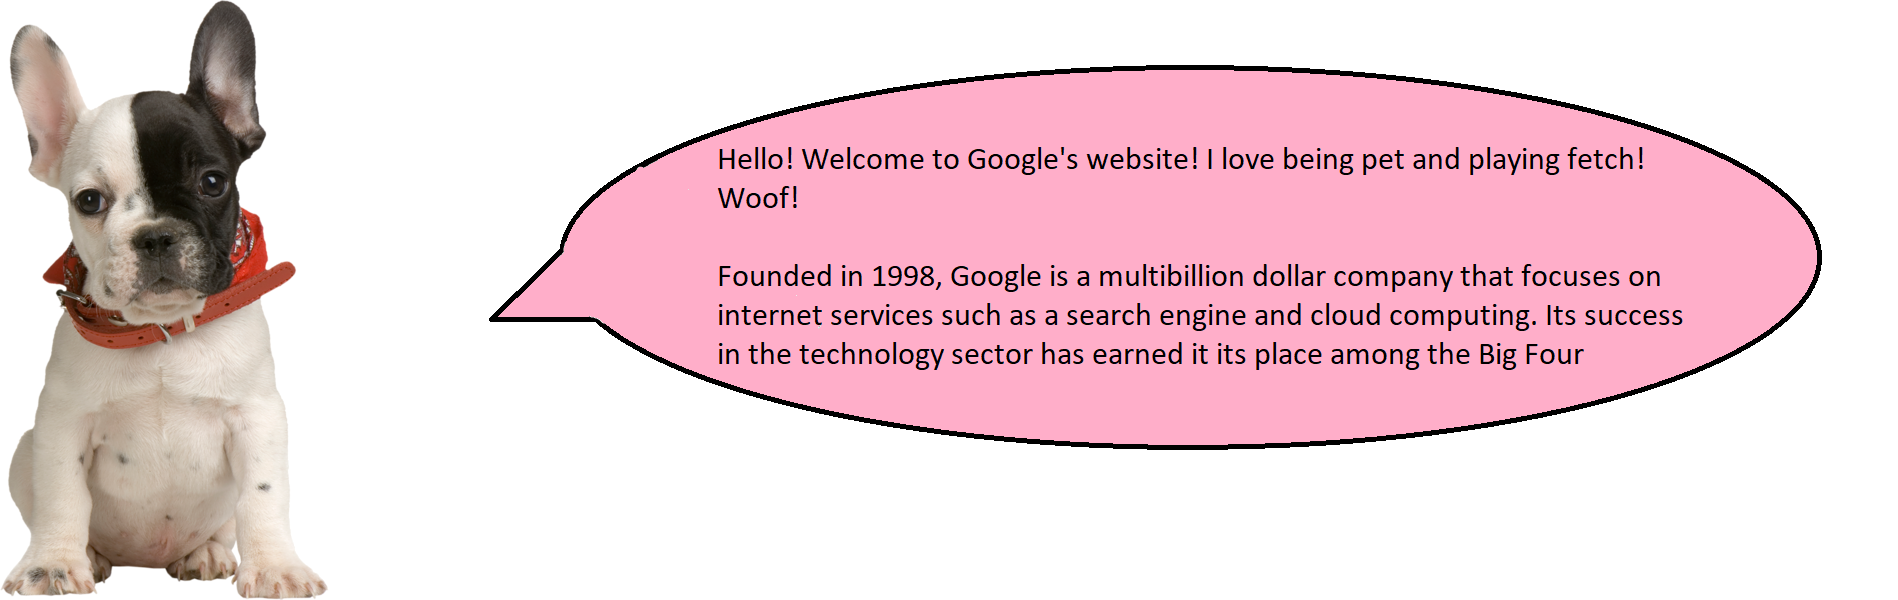 Hello! Welcome to Google's website! I love being pet and playing fetch!
Woof!
Founded in 1998, Google is a multibillion dollar company that focuses on
internet services such as a search engine and cloud computing. Its success
in the technology sector has earned it its place among the Big Four